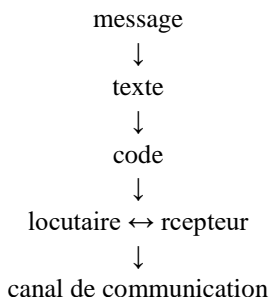 message
↓
texte
↓
code
↓
locutaire ↔ rcepteur
↓
canal de communication